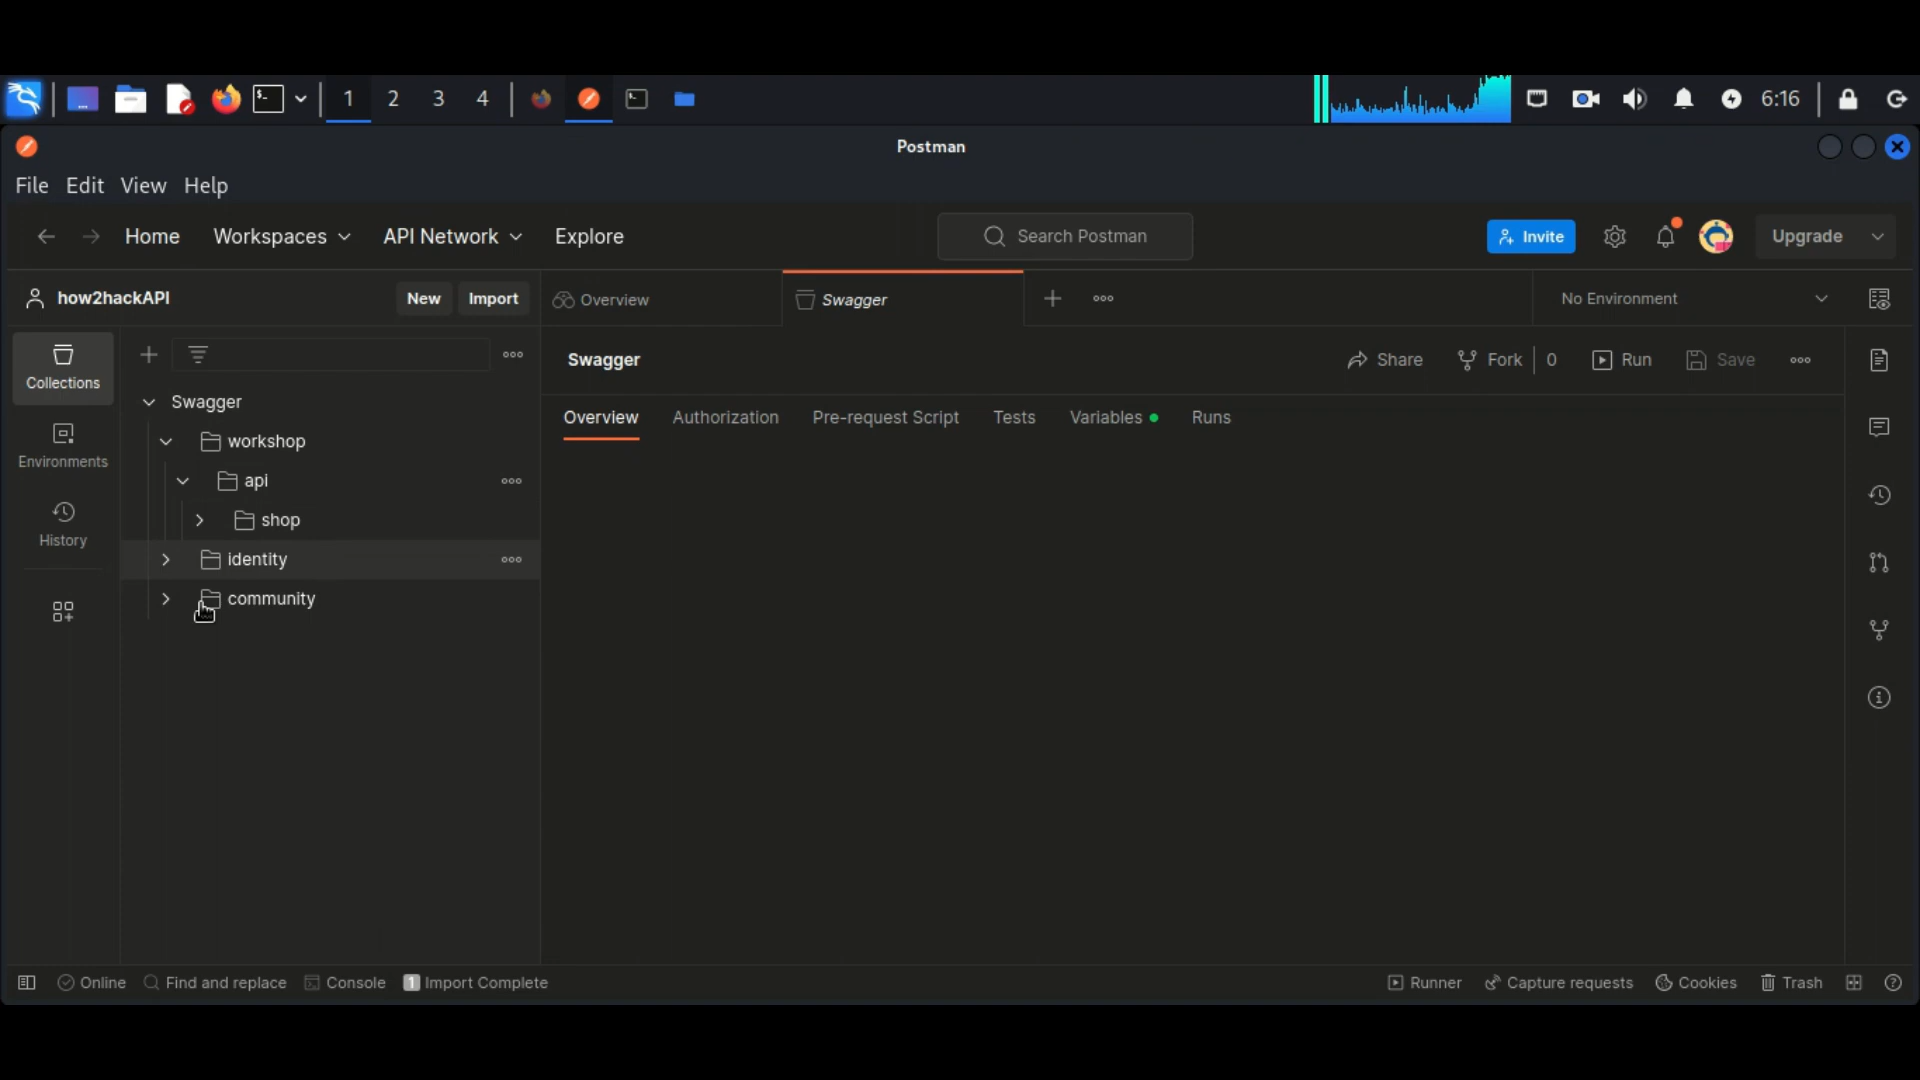 1 2 3 4 6:16
Postman
File Edit View Help
Home Workspaces API Network Explore Search Postman Invite Upgrade
how2hackAPI New Import Overview Swagger No Environment
Collections
Environments
History
Swagger
workshop
api
shop
identity
community
Swagger Share Fork 0 Run Save
Overview Authorization Pre-request Script Tests Variables Runs
Online Find and replace Console 1 Import Complete Runner Capture requests Cookies Trash